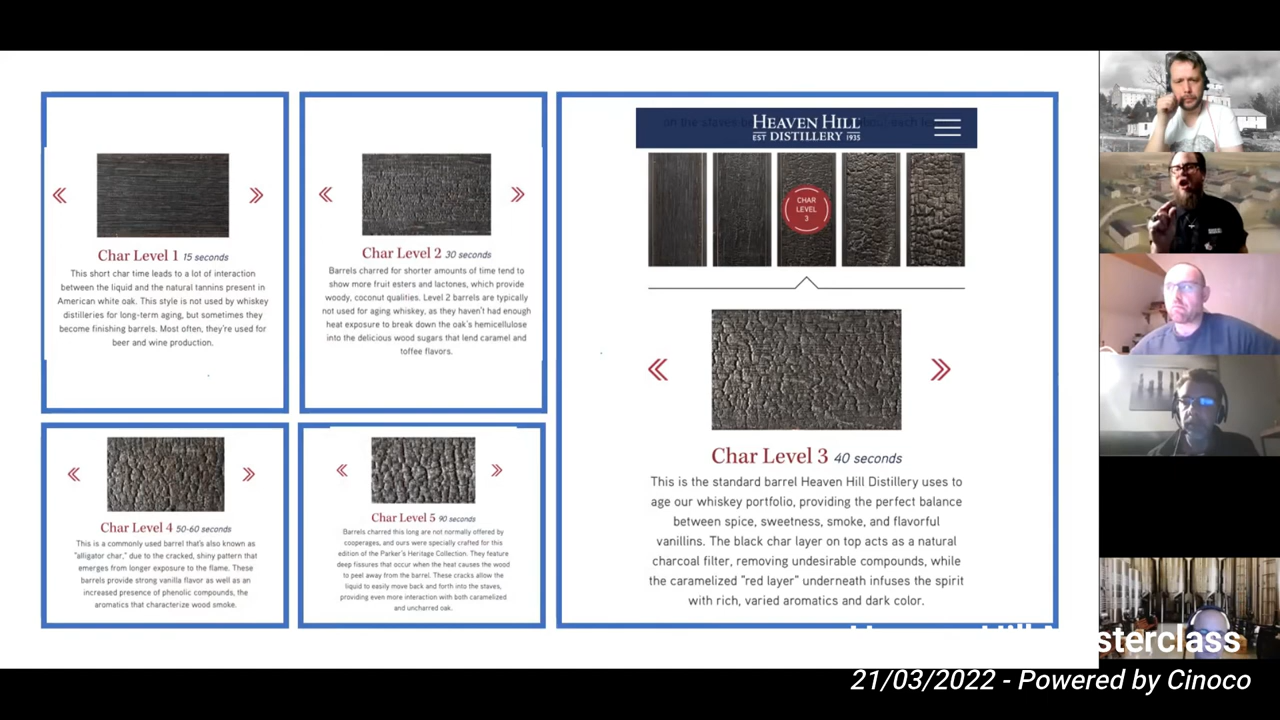 Char Level 1 15 seconds
This short char time leads to a lot of interaction
between the liquid and the natural tannins present in
American white oak. This style is not used by whiskey
distilleries for long-term aging, but sometimes they
become finishing barrels. Most often, they're used for
beer and wine production.
Char Level 2 30 seconds
Barrels charred for shorter amounts of time tend to
show more fruit esters and lactones, which provide
woody, coconut qualities. Level 2 barrels are typically
not used for aging whiskey, as they haven't had enough
heat exposure to break down the oak's hemicellulose
into the delicious wood sugars that lend caramel and
toffee flavors.
HEAVEN HILL
EST DISTILLERY 1935
CHAR
LEVEL
3
Char Level 3 40 seconds
This is the standard barrel Heaven Hill Distillery uses to
age our whiskey portfolio, providing the perfect balance
between spice, sweetness, smoke, and flavorful
vanillins. The black char layer on top acts as a natural
charcoal filter, removing undesirable compounds, while
the caramelized "red layer" underneath infuses the spirit
with rich, varied aromatics and dark color.
Char Level 4 50-60 seconds
This is a commonly used barrel that's also known as
"alligator char," due to the cracked, shiny pattern that
emerges from longer exposure to the flame. These
barrels provide strong vanilla flavor as well as an
increased presence of phenolic compounds, the
aromatics that characterize wood smoke.
Char Level 5 90 seconds
Barrels charred this long are not normally offered by
cooperages, and ours were specially crafted for this
edition of the Parker's Heritage Collection. They feature
deep fissures that occur when the heat causes the wood
to peel away from the barrel. These cracks allow the
liquid to easily move back and forth into the staves,
providing even more interaction with both caramelized
and uncharred oak.
sterclass
21/03/2022 - Powered by Cinoco